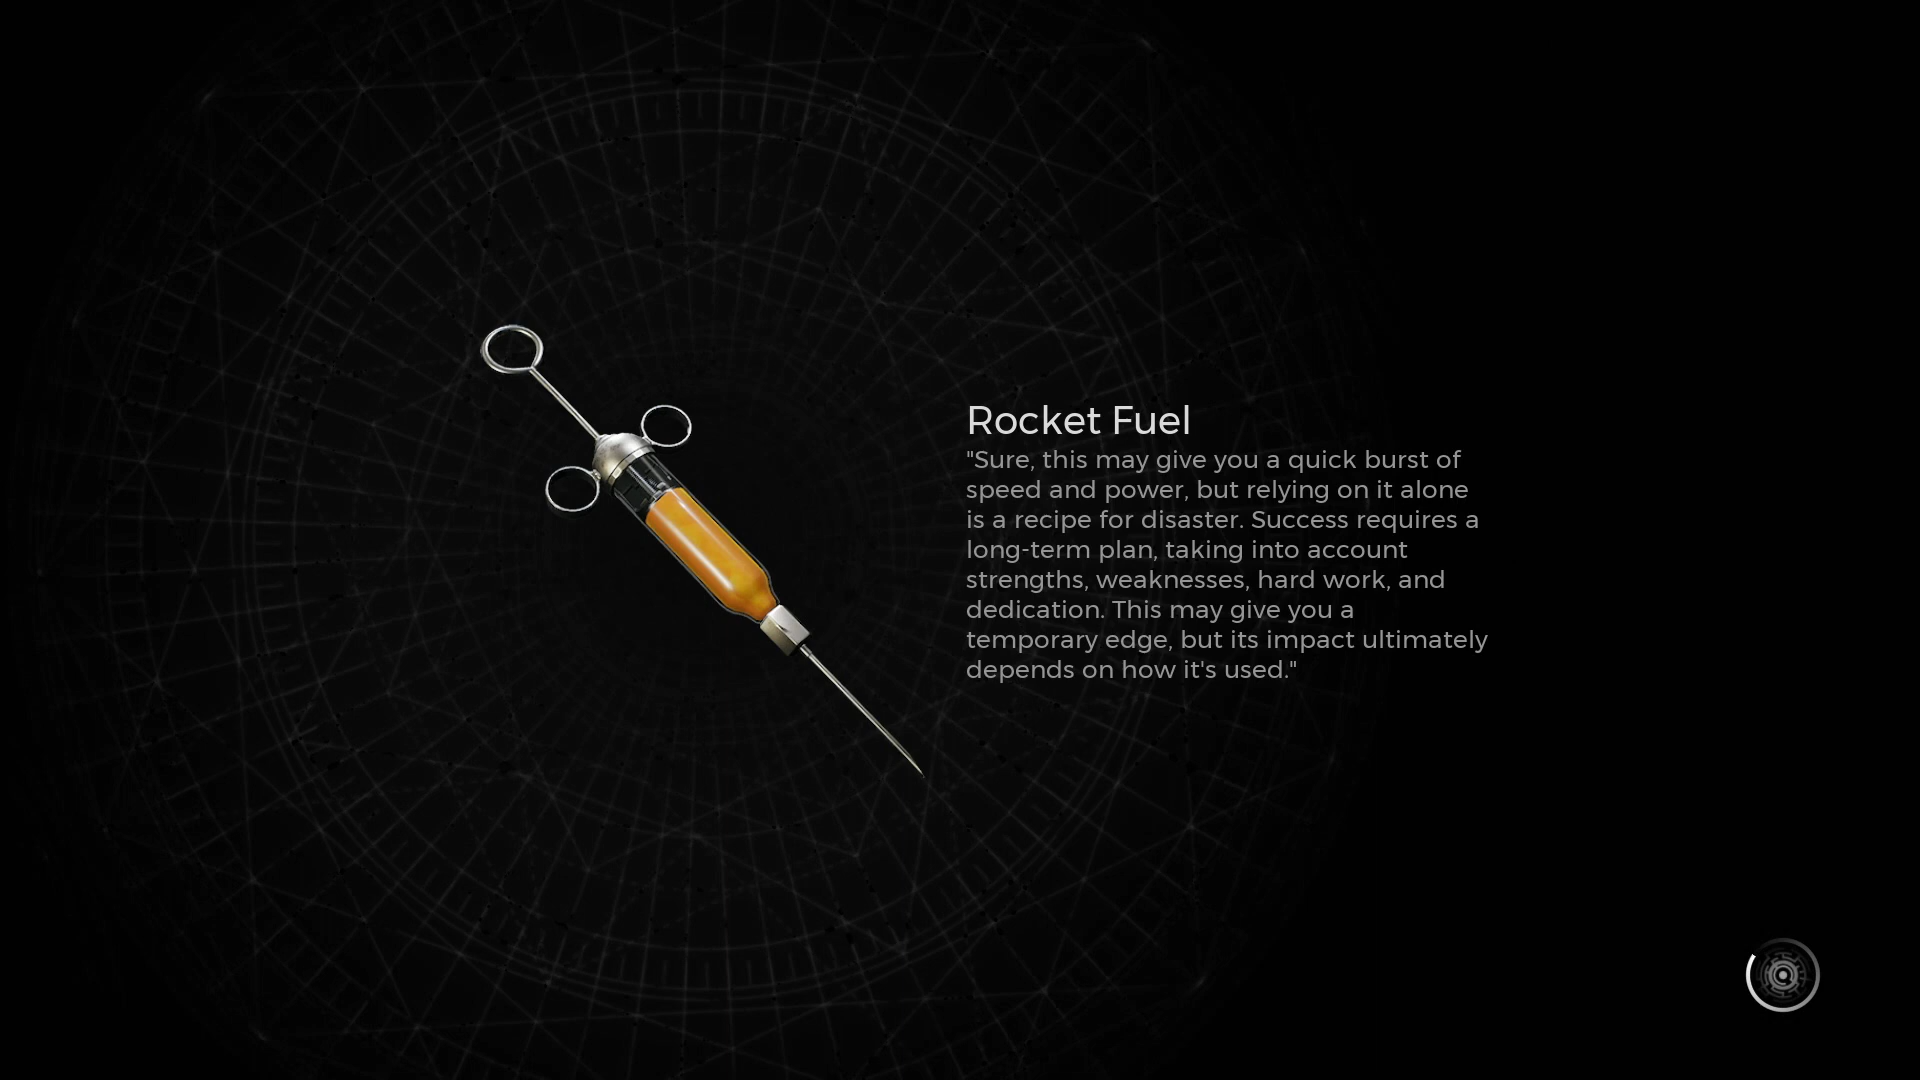 Rocket Fuel
"Sure, this may give you a quick burst of
speed and power, but relying on it alone
is a recipe for disaster. Success requires a
long-term plan, taking into account
strengths, weaknesses, hard work, and
dedication. This may give you a
temporary edge, but its impact ultimately
depends on how it's used."